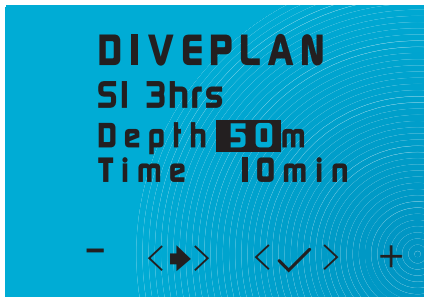 DIVEPLAN
SI 3hrs
Depth 50m
Time 10min
- < > < > +